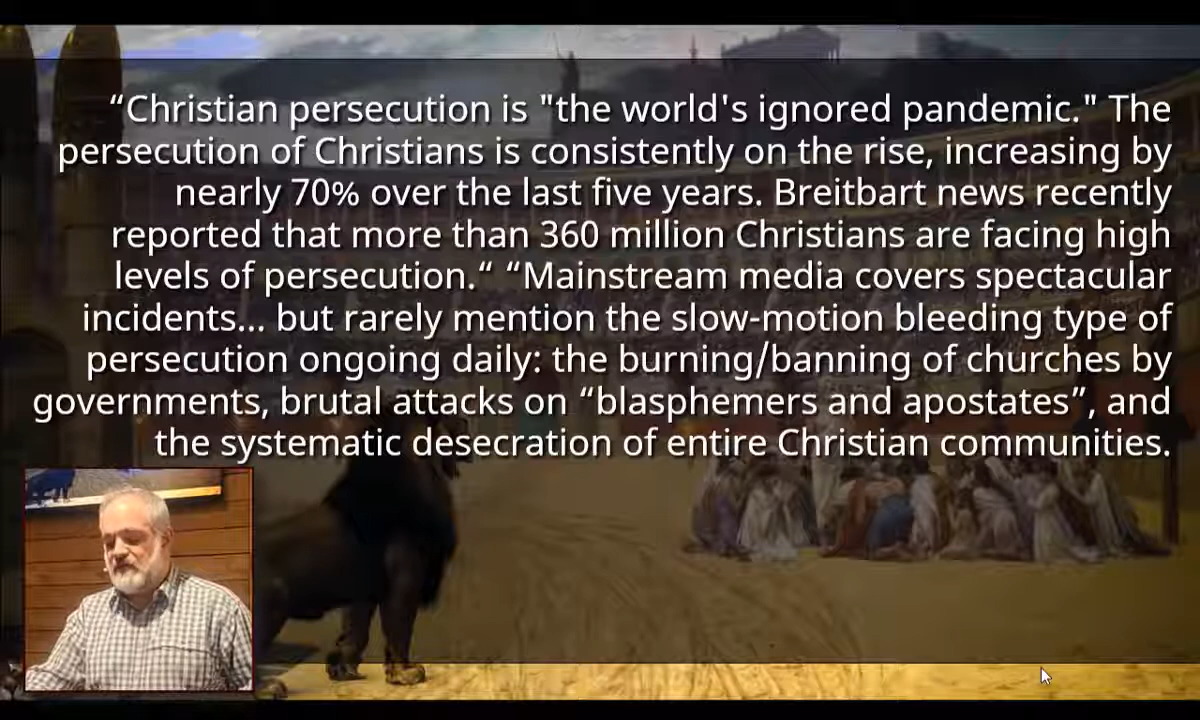 “Christian persecution is "the world's ignored pandemic." The
persecution of Christians is consistently on the rise, increasing by
nearly 70% over the last five years. Breitbart news recently
reported that more than 360 million Christians are facing high
levels of persecution.“ “Mainstream media covers spectacular
incidents... but rarely mention the slow-motion bleeding type of
persecution ongoing daily: the burning/banning of churches by
governments, brutal attacks on “blasphemers and apostates”, and
the systematic desecration of entire Christian communities.